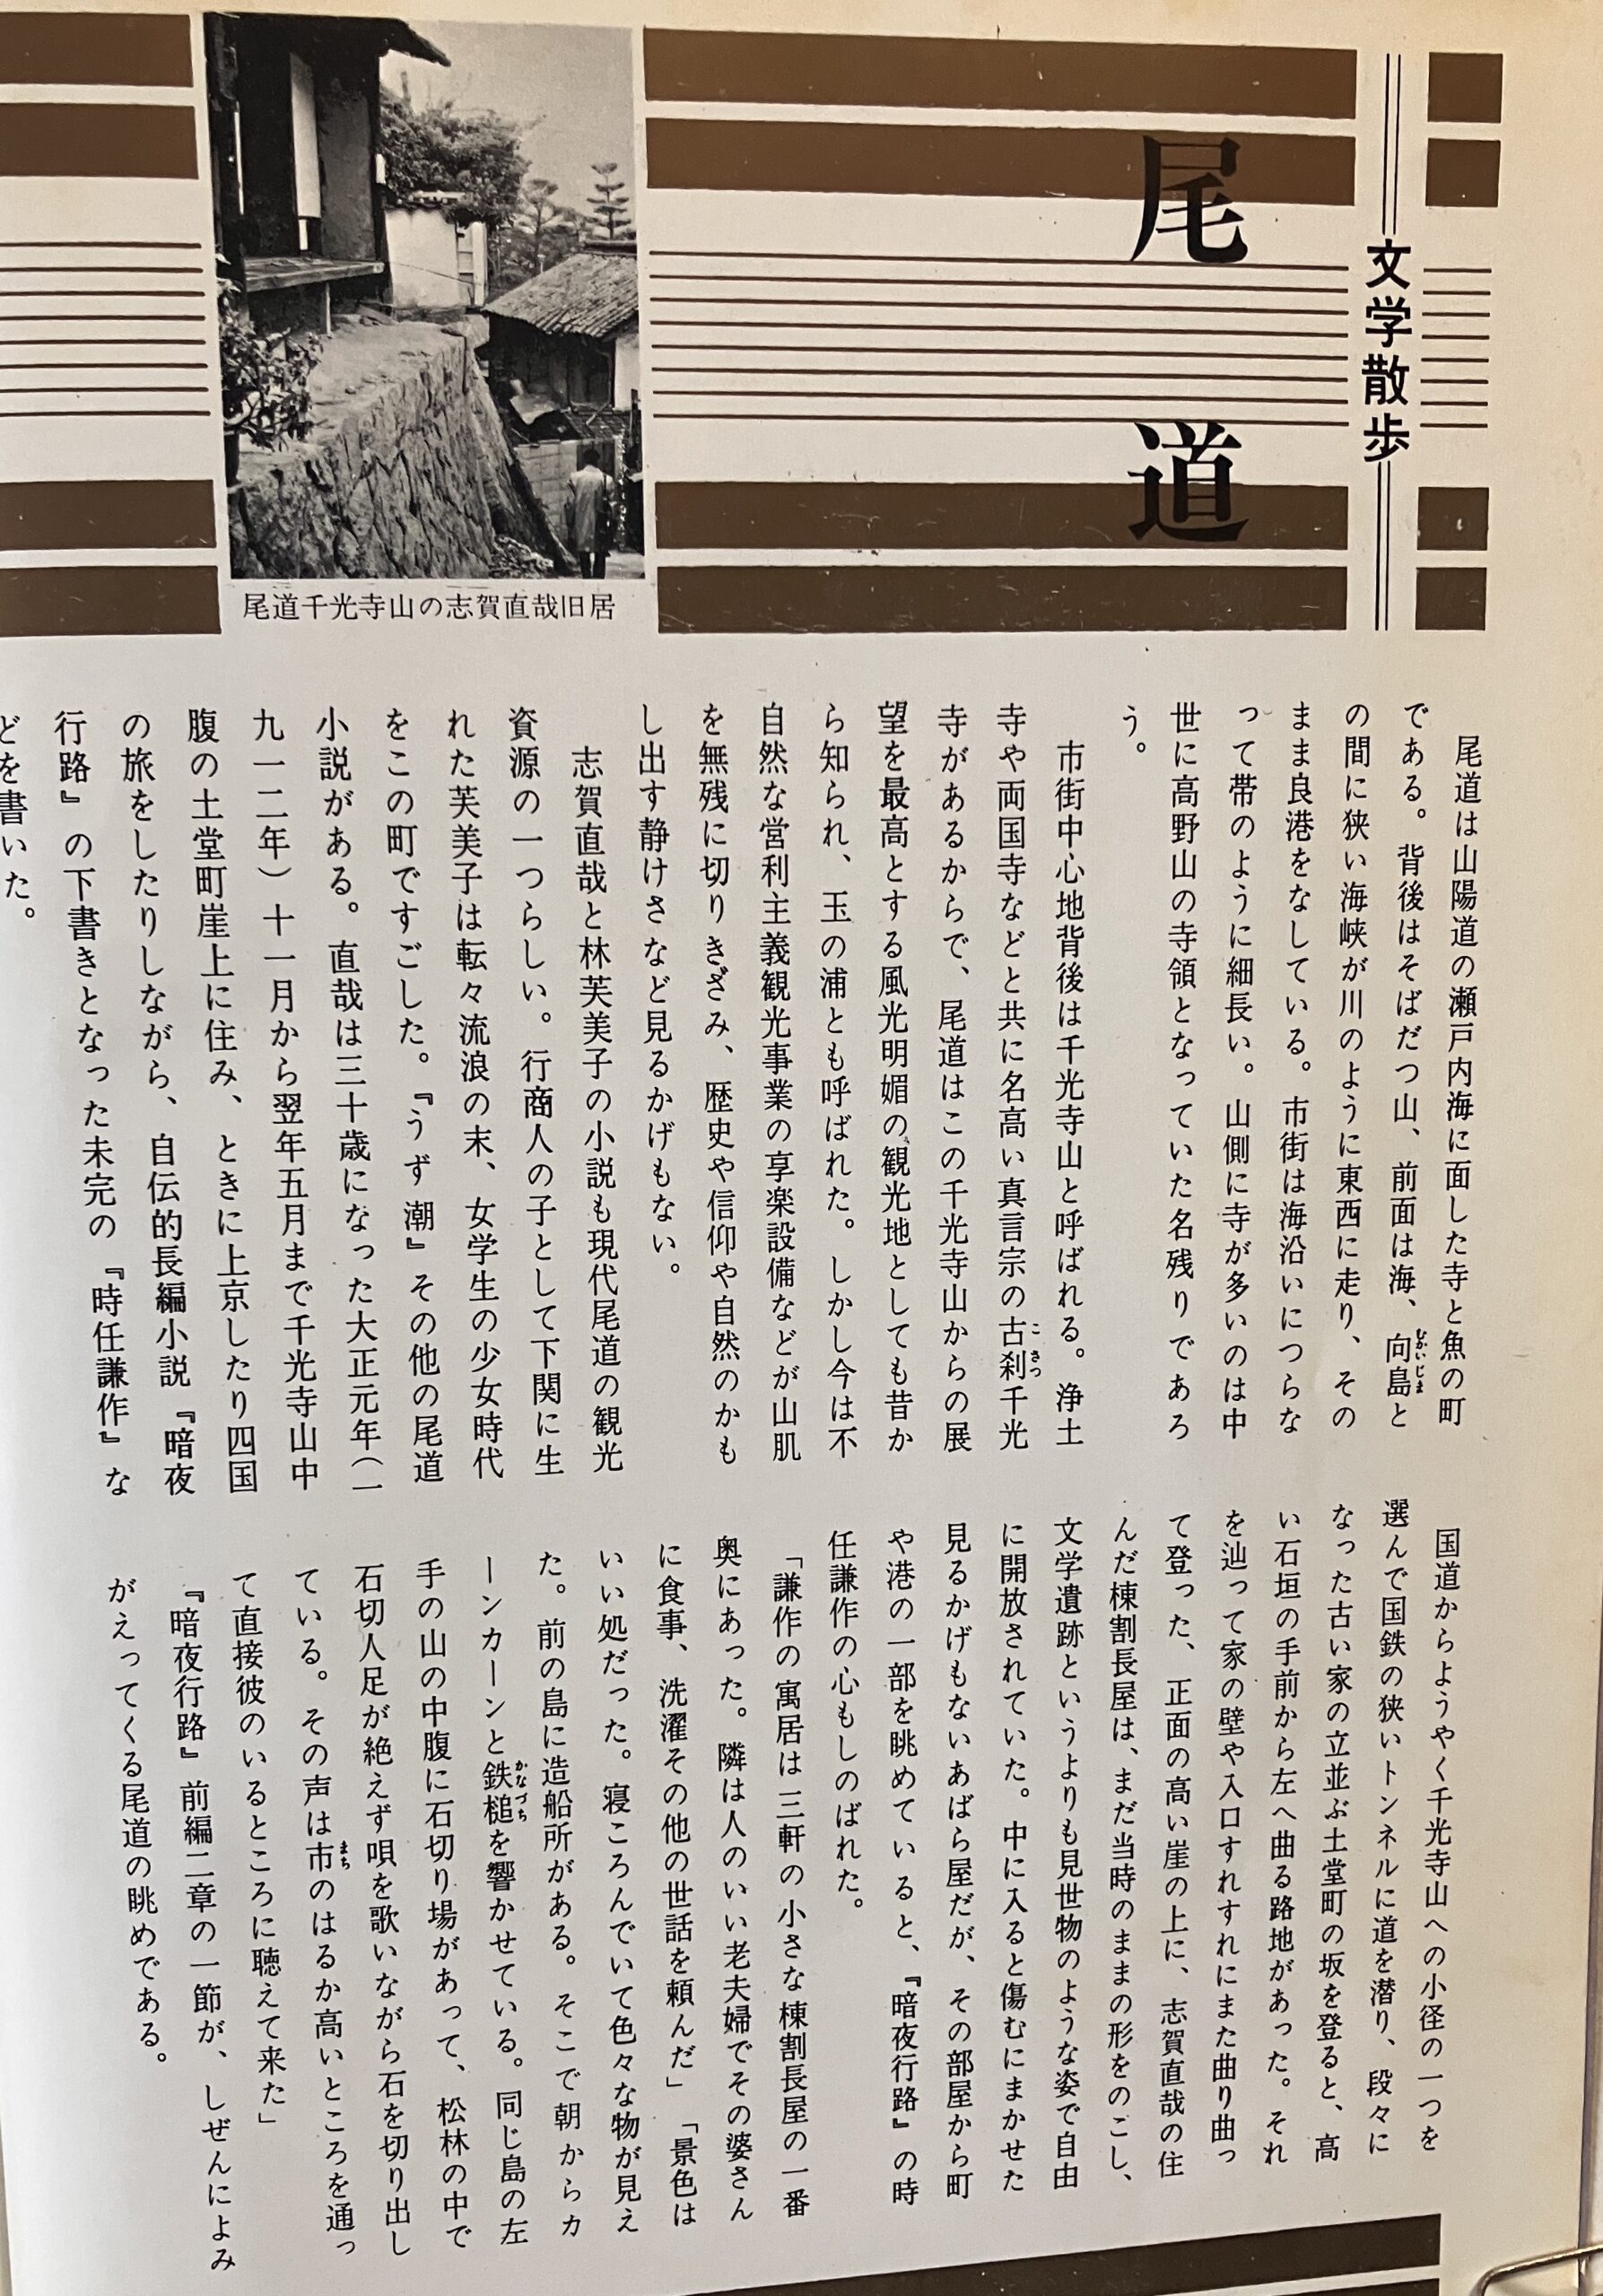 文学散歩
尾道
尾道千光寺山の志賀直哉旧居
尾道は山陽道の瀬戸内海に面した寺と魚の町
である。背後はそばだつ山、前面は海、向島と
の間に狭い海峡が川のように東西に走り、その
まま良港をなしている。市街は海沿いにつらな
って帯のように細長い。山側に寺が多いのは中
世に高野山の寺領となっていた名残りであろ
う。
市街中心地背後は千光寺山と呼ばれる。浄土
寺や両国寺などと共に名高い真言宗の古刹千光
寺があるからで、尾道はこの千光寺山からの展
望を最高とする風光明媚の観光地としても昔か
ら知られ、玉の浦とも呼ばれた。しかし今は不
自然な営利主義観光事業の享楽設備などが山肌
を無残に切りきざみ、歴史や信仰や自然のかも
し出す静けさなど見るかげもない。
志賀直哉と林芙美子の小説も現代尾道の観光
資源の一つらしい。行商人の子として下関に生
れた芙美子は転々流浪の末、女学生の少女時代
をこの町ですごした。『うず潮』その他の尾道
小説がある。直哉は三十歳になった大正元年（一
九一二年）十一月から翌年五月まで千光寺山中
腹の土堂町崖上に住み、ときに上京したり四国
の旅をしたりしながら、自伝的長編小説『暗夜
行路』の下書きとなった未完の『時任謙作』な
どを書いた。
国道からようやく千光寺山への小径の一つを
選んで国鉄の狭いトンネルに道を潜り、段々に
なった古い家の立並ぶ土堂町の坂を登ると、高
い石垣の手前から左へ曲る路地があった。それ
を辿って家の壁や入口すれすれにまた曲り曲っ
て登った、正面の高い崖の上に、志賀直哉の住
んだ棟割長屋は、まだ当時のままの形をのこし、
文学遺跡というよりも見世物のような姿で自由
に開放されていた。中に入ると傷むにまかせた
見るかげもないあばら屋だが、その部屋から町
や港の一部を眺めていると、『暗夜行路』の時
任謙作の心もしのばれた。
「謙作の寓居は三軒の小さな棟割長屋の一番
奥にあった。隣は人のいい老夫婦でその婆さん
に食事、洗濯その他の世話を頼んだ」「景色は
いい処だった。寝ころんでいて色々な物が見え
た。前の島に造船所がある。そこで朝からカ
ーンカーンと鉄槌を響かせている。同じ島の左
手の山の中腹に石切り場があって、松林の中で
石切人足が絶えず唄を歌いながら石を切り出し
ている。その声は市のはるか高いところを通っ
て直接彼のいるところに聴えて来た」
『暗夜行路』前編二章の一節が、しぜんによみ
がえってくる尾道の眺めである。